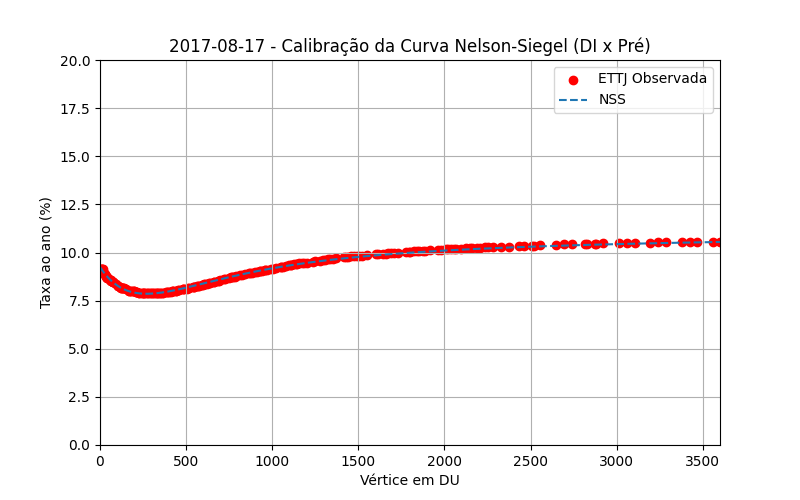 2017-08-17 - Calibração da Curva Nelson-Siegel (DI x Pré)
ETTJ Observada
NSS
Taxa ao ano (%)
20.0
17.5
15.0
12.5
10.0
7.5
5.0
2.5
0.0
0 500 1000 1500 2000 2500 3000 3500
Vértice em DU